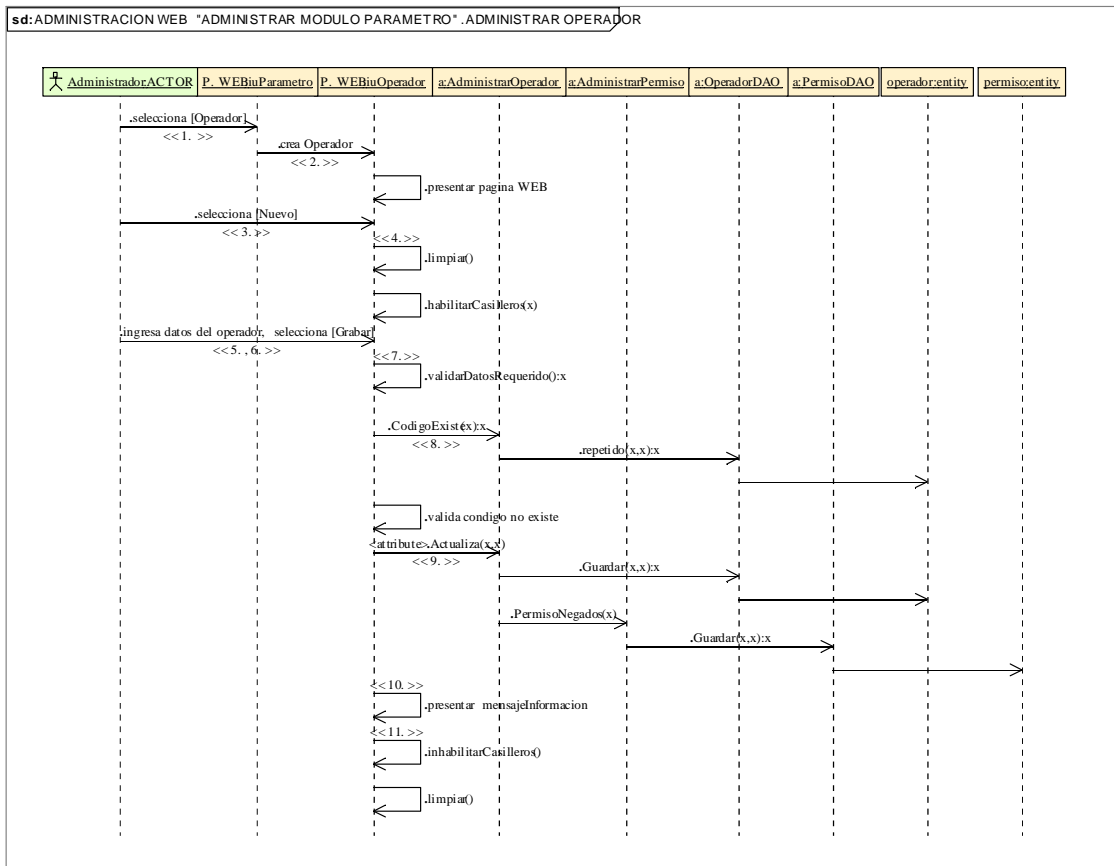 sd:ADMINISTRACION WEB "ADMINISTRAR MODULO PARAMETRO".ADMINISTRAR OPERADOR
Administrador:ACTOR
P. WEBiuParametro
P. WEBiuOperador
a:AdministrarOperador
a:AdministrarPermiso
a:OperadorDAO
a:PermisoDAO
operador:entity
permiso:entity
.selecciona [Operador]
<<1. >>
.crea Operador
<<2. >>
.presentar pagina WEB
.selecciona [Nuevo]
<<3. >>
<<4. >>
.limpiar()
.habilitarCasilleros(x)
.ingresa datos del operador, selecciona [Grabar]
<<5. , 6. >>
<<7. >>
.validarDatosRequerido():x
.CodigoExiste(x):x
<<8. >>
.repetido(x,x):x
.valida condigo no existe
<attribute>.Actualiza(x,x)
<<9. >>
.Guardar(x,x):x
.PermisoNegados(x)
.Guardar(x,x):x
<<10. >>
.presentar mensajeInformacion
<<11. >>
.inhabilitarCasilleros()
.limpiar()